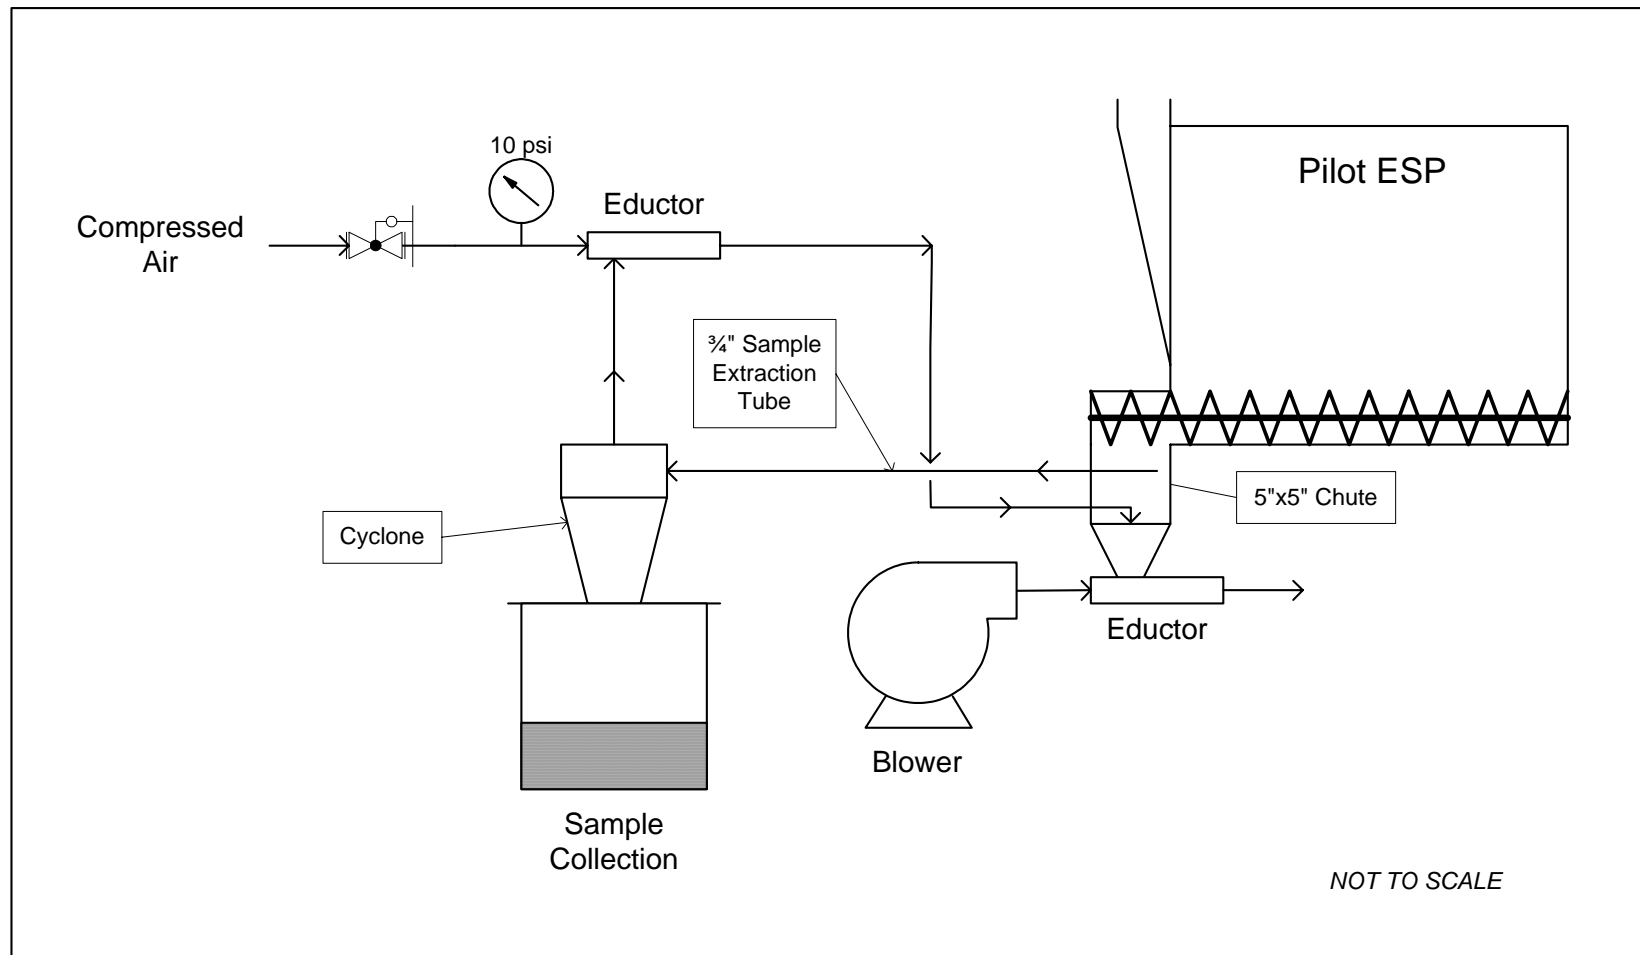 10 psi
Pilot ESP
Eductor
Compressed
Air
¾" Sample
Extraction
Tube
5"x5" Chute
Cyclone
Eductor
Blower
Sample
Collection
NOT TO SCALE